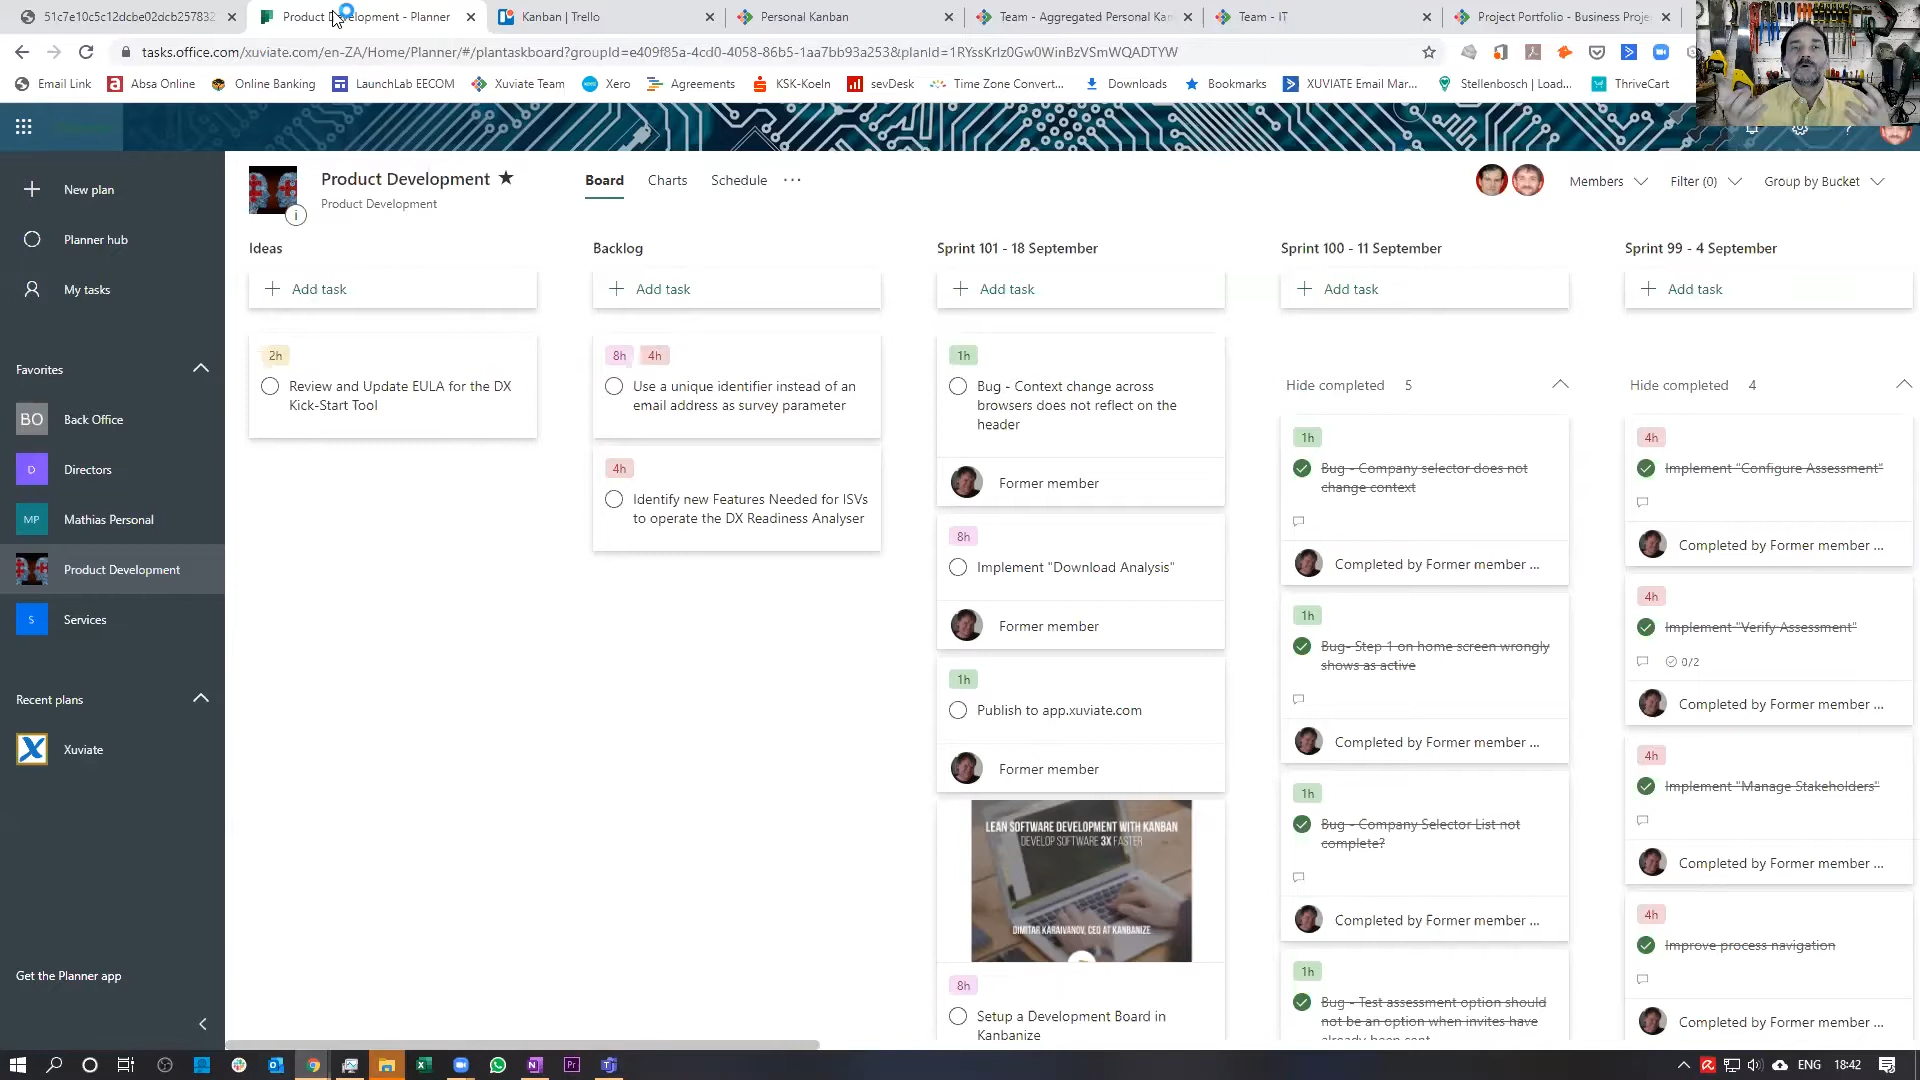 51c7e10c5c12dcbe02dcb257832
Product Development - Planner
Kanban | Trello
Personal Kanban
Team - Aggregated Personal Kan
Team - IT
Project Portfolio - Business Proje
tasks.office.com/xuviate/en-ZA/Home/Planner/#/plantaskboard?groupId=e409f85a-4cd0-4058-86b5-1aa7bb93a253&planId=1RYssKrIz0Gw0WinBzVSmWQADTYW
Email Link
Absa Online
Online Banking
LaunchLab EECOM
Xuviate Team
Xero
Agreements
KSK-Koeln
sevDesk
Time Zone Convert...
Downloads
Bookmarks
XUVIATE Email Mar...
Stellenbosch | Load...
ThriveCart
New plan
Planner hub
My tasks
Favorites
BO Back Office
D Directors
MP Mathias Personal
Product Development
S Services
Recent plans
Xuviate
Get the Planner app
Product Development
Product Development
Board
Charts
Schedule
Members
Filter (0)
Group by Bucket
Ideas
Add task
2h
Review and Update EULA for the DX
Kick-Start Tool
Backlog
Add task
8h 4h
Use a unique identifier instead of an
email address as survey parameter
4h
Identify new Features Needed for ISVs
to operate the DX Readiness Analyser
Sprint 101 - 18 September
Add task
1h
Bug - Context change across
browsers does not reflect on the
header
Former member
8h
Implement "Download Analysis"
Former member
1h
Publish to app.xuviate.com
Former member
LEAN SOFTWARE DEVELOPMENT WITH KANBAN
DEVELOP SOFTWARE 3X FASTER
DIMITAR KARAIVANOV, CEO AT KANBANIZE
8h
Setup a Development Board in
Kanbanize
Sprint 100 - 11 September
Add task
Hide completed 5
1h
Bug - Company selector does not
change context
Completed by Former member ...
1h
Bug- Step 1 on home screen wrongly
shows as active
Completed by Former member ...
1h
Bug - Company Selector List not
complete?
Completed by Former member ...
1h
Bug - Test assessment option should
not be an option when invites have
already been sent
Sprint 99 - 4 September
Add task
Hide completed 4
4h
Implement "Configure Assessment"
Completed by Former member ...
4h
Implement "Verify Assessment"
0/2
Completed by Former member ...
4h
Implement "Manage Stakeholders"
Completed by Former member ...
4h
Improve process navigation
Completed by Former member ...
ENG
18:42